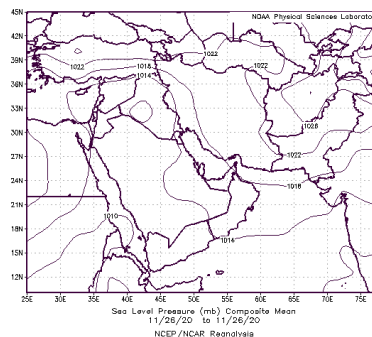 NOAA Physical Sciences Laborato
45N
42N
39N
36N
33N
30N
27N
24N
21N
18N
15N
12N
1022
1018
1014
1022
1022
1026
1022
1018
1010
1014
25E 30E 35E 40E 45E 50E 55E 60E 65E 70E 75E
Sea Level Pressure (mb) Composite Mean
11/26/20 to 11/26/20
NCEP/NCAR Reanalysis